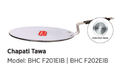 Chapati Tawa
Model: BHC F201EIB | BHC F202EIB